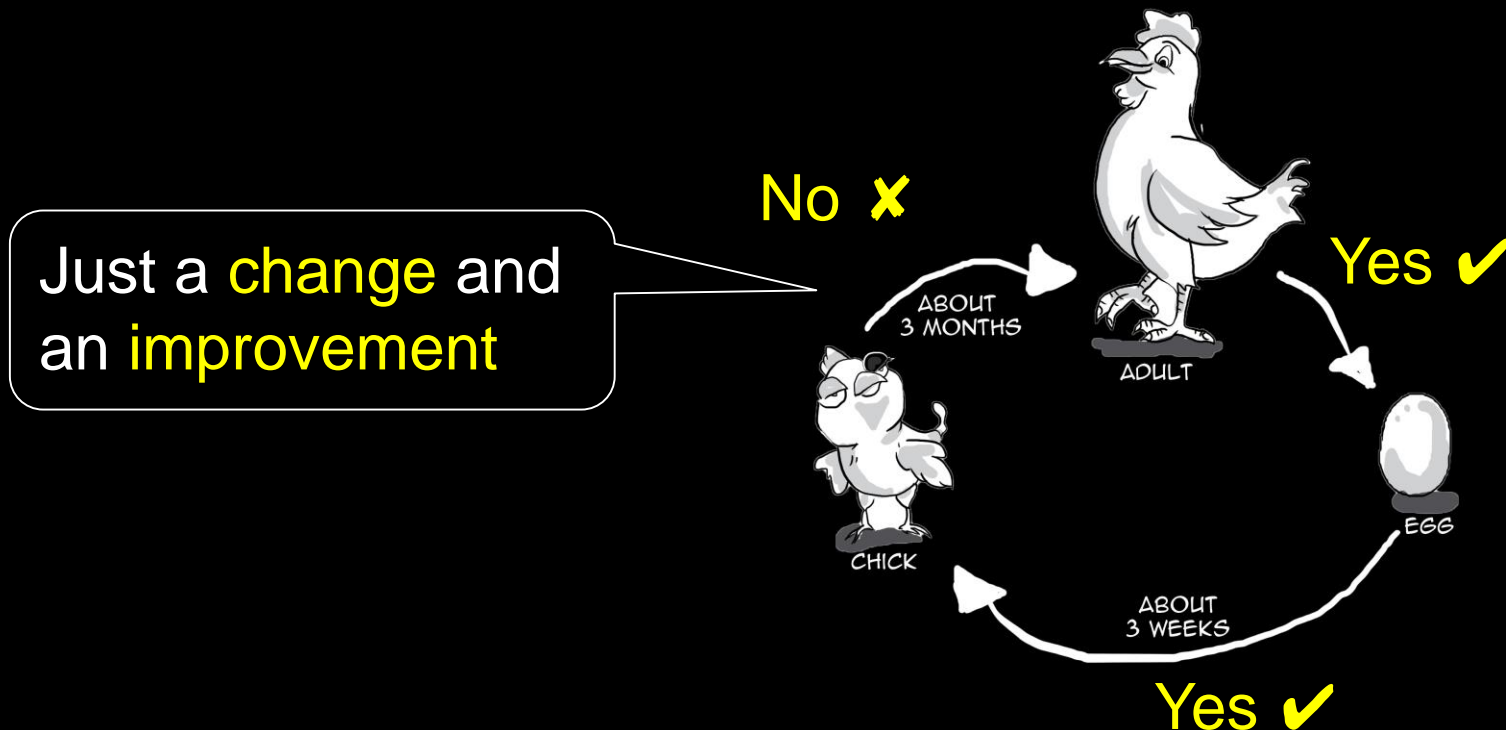 No ✘
Yes ✔
Just a change and
an improvement
ABOUT
3 MONTHS
ADULT
EGG
CHICK
ABOUT
3 WEEKS
Yes ✔